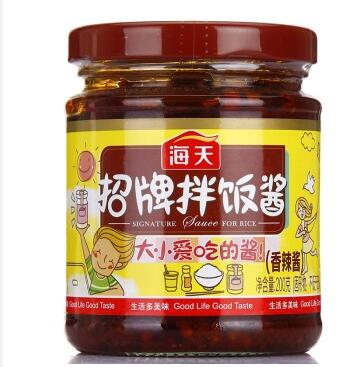 海天
招牌拌饭酱
SIGNATURE Sauce FOR RICE
大小爱吃的酱!
(香辣酱)
净含量:200克
生活多美味 Good Life Good Taste 生活多美味 Good Life Good Taste